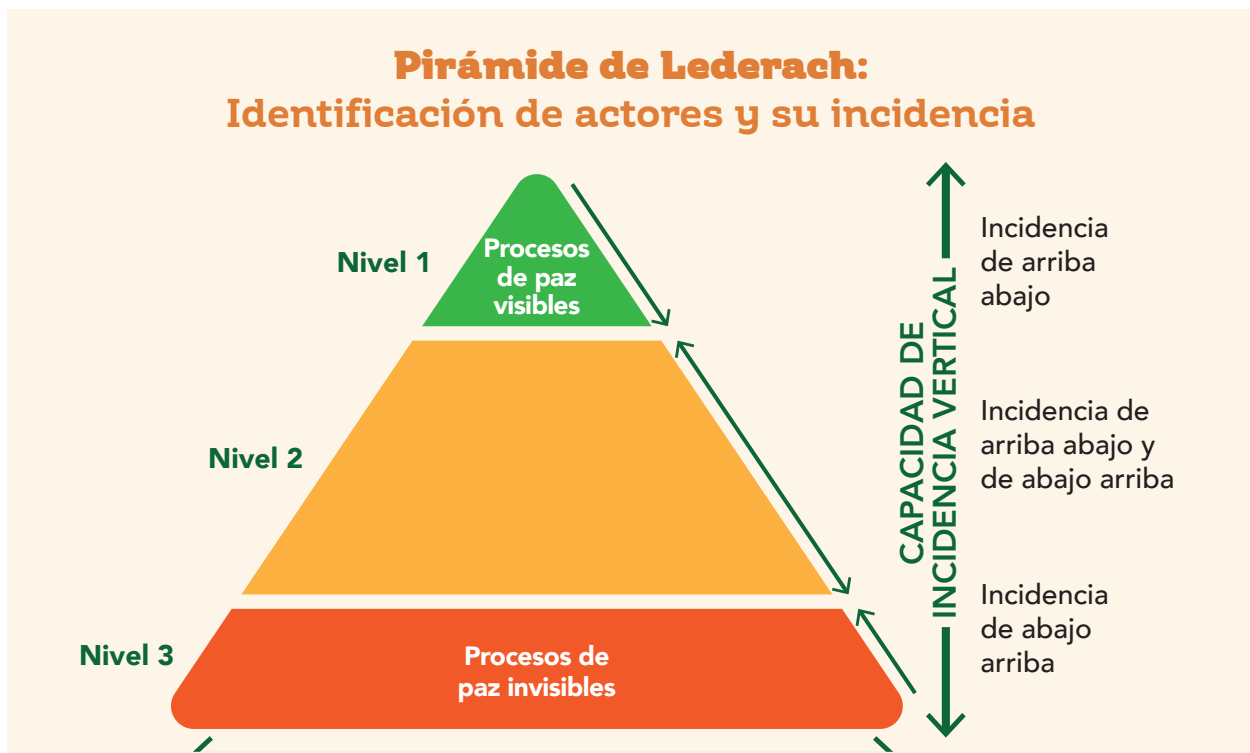 Pirámide de Lederach:
Identificación de actores y su incidencia
Nivel 1
Procesos
de paz
visibles
Incidencia
de arriba
abajo
Nivel 2
CAPACIDAD DE
INCIDENCIA VERTICAL
Incidencia de
arriba abajo y
de abajo arriba
Nivel 3
Procesos de
paz invisibles
Incidencia
de abajo
arriba